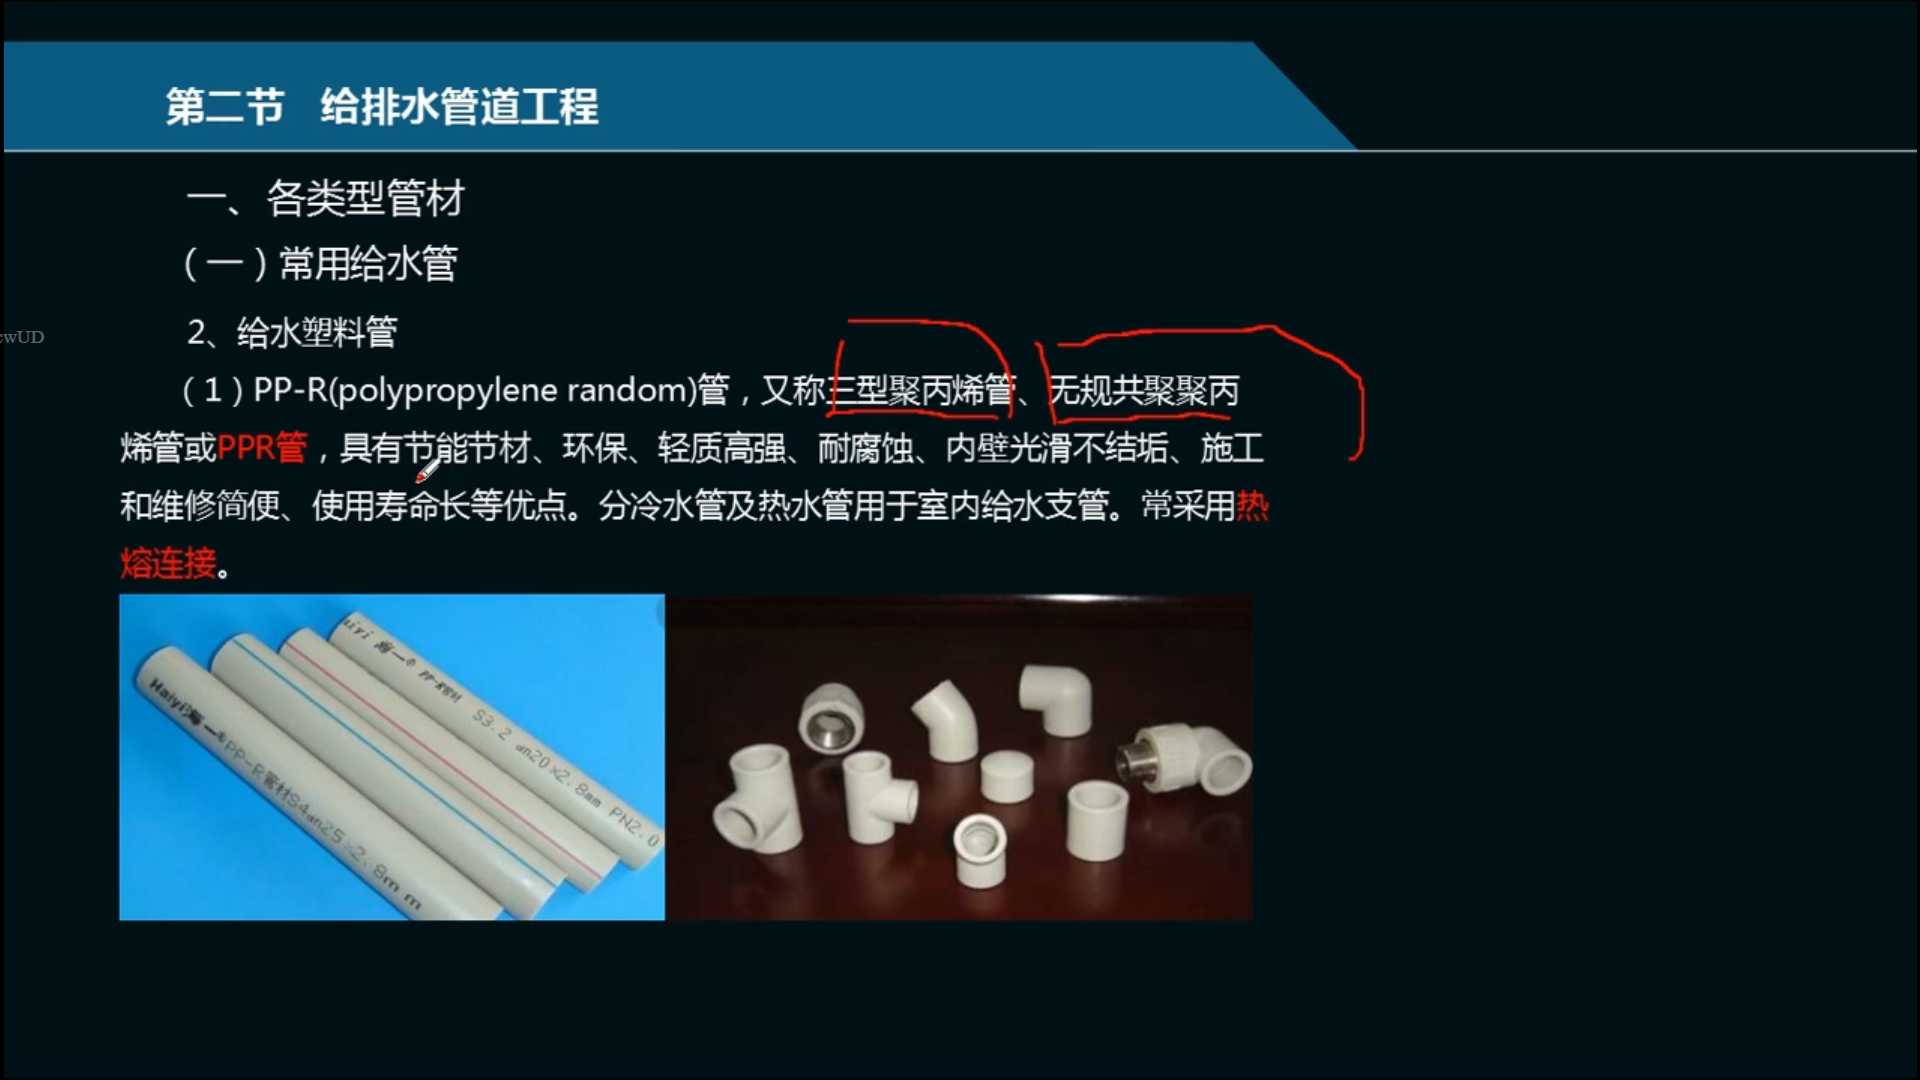 第二节 给排水管道工程
一、各类型管材
（一）常用给水管
ewUD
2、给水塑料管
（1）PP-R(polypropylene random)管，又称三型聚丙烯管、无规共聚聚丙
烯管或PPR管，具有节能节材、环保、轻质高强、耐腐蚀、内壁光滑不结垢、施工
和维修简便、使用寿命长等优点。分冷水管及热水管用于室内给水支管。常采用热
熔连接。
aiyi 海一® PP-R管材 S3.2 dn20×2.8mm PN2.0
Haiyi海一®PP-R管材S4dn25×2.8mm